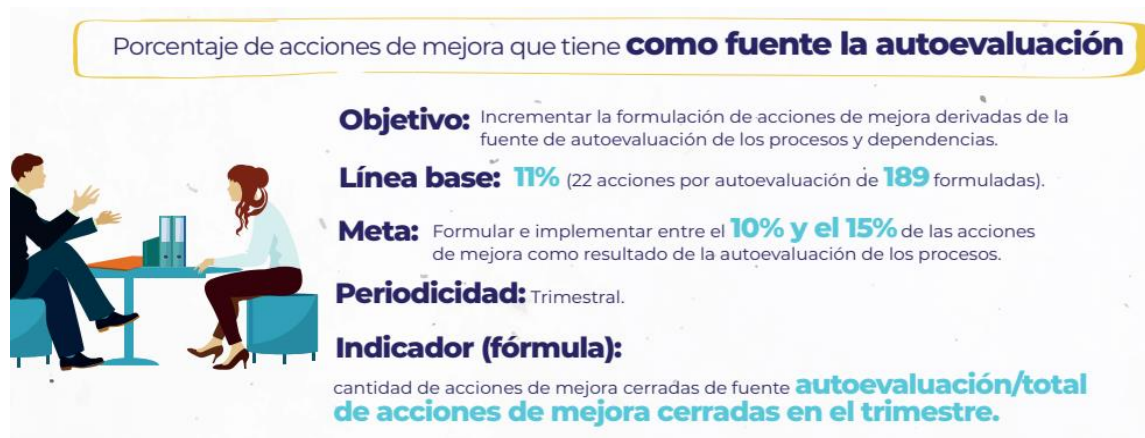 Porcentaje de acciones de mejora que tiene como fuente la autoevaluación
Objetivo: Incrementar la formulación de acciones de mejora derivadas de la
fuente de autoevaluación de los procesos y dependencias.
Línea base: 11% (22 acciones por autoevaluación de 189 formuladas).
Meta: Formular e implementar entre el 10% y el 15% de las acciones
de mejora como resultado de la autoevaluación de los procesos.
Periodicidad: Trimestral.
Indicador (fórmula):
cantidad de acciones de mejora cerradas de fuente autoevaluación/total
de acciones de mejora cerradas en el trimestre.